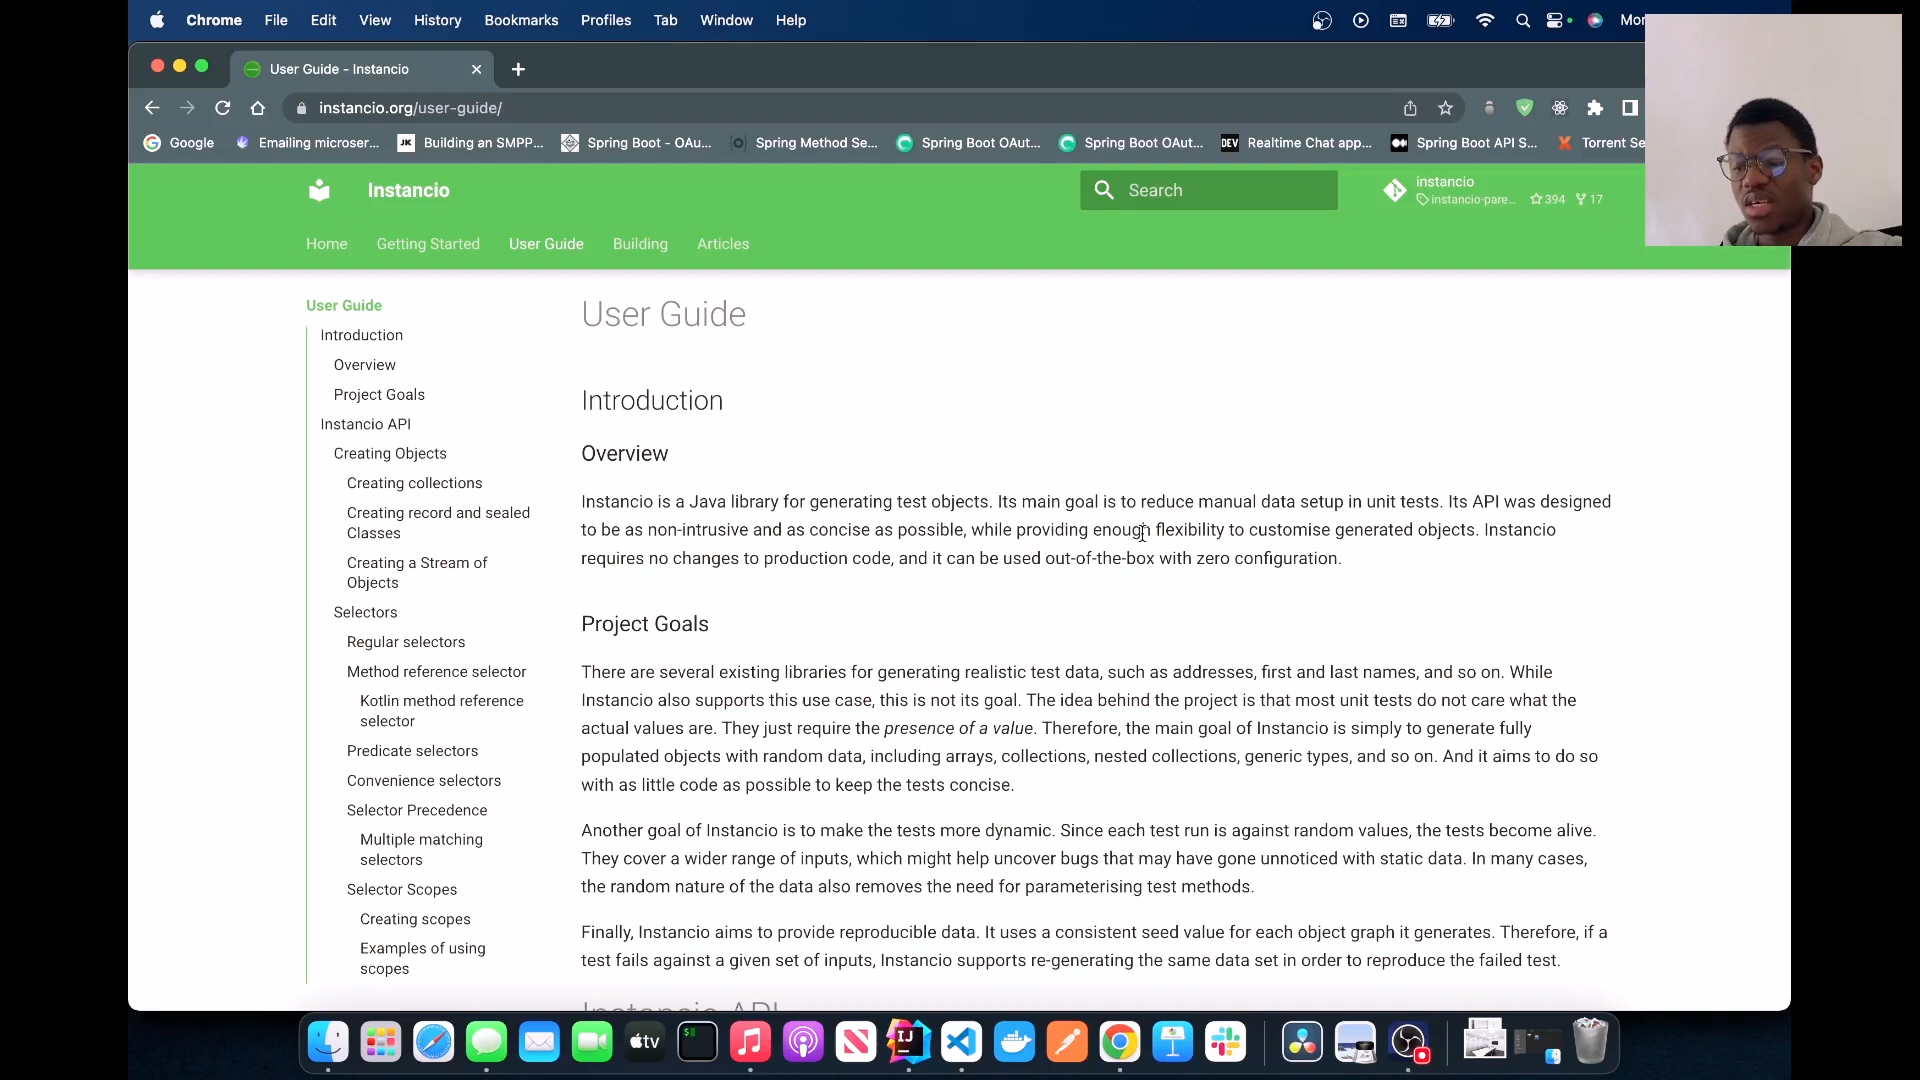 Chrome File Edit View History Bookmarks Profiles Tab Window Help
User Guide - Instancio
instancio.org/user-guide/
Google Emailing microser... JK Building an SMPP... Spring Boot - OAu... Spring Method Se... Spring Boot OAut... Spring Boot OAut... DEV Realtime Chat app... Spring Boot API S... Torrent Se
Instancio
Search
instancio
instancio-pare... 394 17
Home Getting Started User Guide Building Articles
User Guide
Introduction
Overview
Project Goals
Instancio API
Creating Objects
Creating collections
Creating record and sealed
Classes
Creating a Stream of
Objects
Selectors
Regular selectors
Method reference selector
Kotlin method reference
selector
Predicate selectors
Convenience selectors
Selector Precedence
Multiple matching
selectors
Selector Scopes
Creating scopes
Examples of using
scopes
User Guide
Introduction
Overview
Instancio is a Java library for generating test objects. Its main goal is to reduce manual data setup in unit tests. Its API was designed
to be as non-intrusive and as concise as possible, while providing enough flexibility to customise generated objects. Instancio
requires no changes to production code, and it can be used out-of-the-box with zero configuration.
Project Goals
There are several existing libraries for generating realistic test data, such as addresses, first and last names, and so on. While
Instancio also supports this use case, this is not its goal. The idea behind the project is that most unit tests do not care what the
actual values are. They just require the presence of a value. Therefore, the main goal of Instancio is simply to generate fully
populated objects with random data, including arrays, collections, nested collections, generic types, and so on. And it aims to do so
with as little code as possible to keep the tests concise.
Another goal of Instancio is to make the tests more dynamic. Since each test run is against random values, the tests become alive.
They cover a wider range of inputs, which might help uncover bugs that may have gone unnoticed with static data. In many cases,
the random nature of the data also removes the need for parameterising test methods.
Finally, Instancio aims to provide reproducible data. It uses a consistent seed value for each object graph it generates. Therefore, if a
test fails against a given set of inputs, Instancio supports re-generating the same data set in order to reproduce the failed test.
Instancio API
tv
IJ